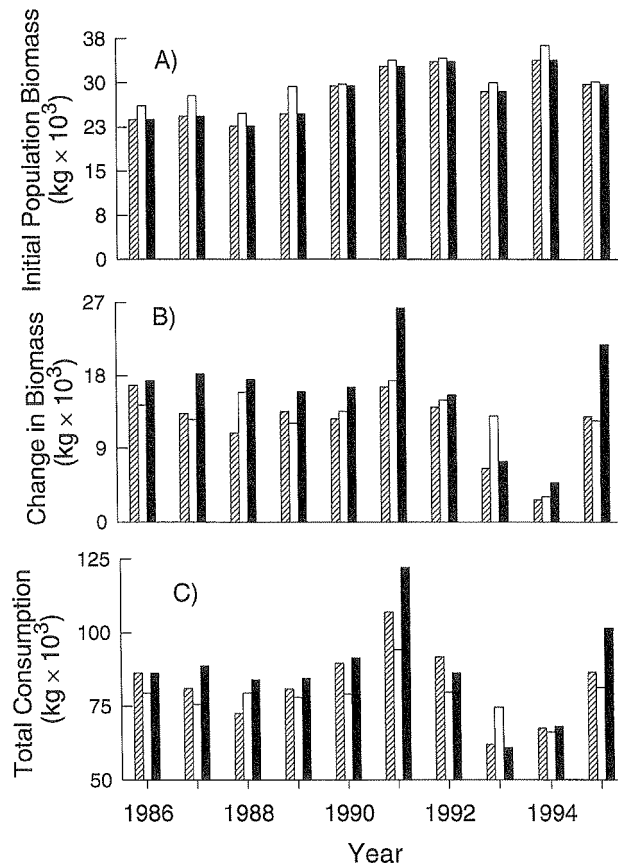 Initial Population Biomass
(kg × 10³)
38
30
23
15
8
0
A)
Change in Biomass
(kg × 10³)
27
18
9
0
B)
Total Consumption
(kg × 10³)
125
100
75
50
C)
1986 1988 1990 1992 1994
Year